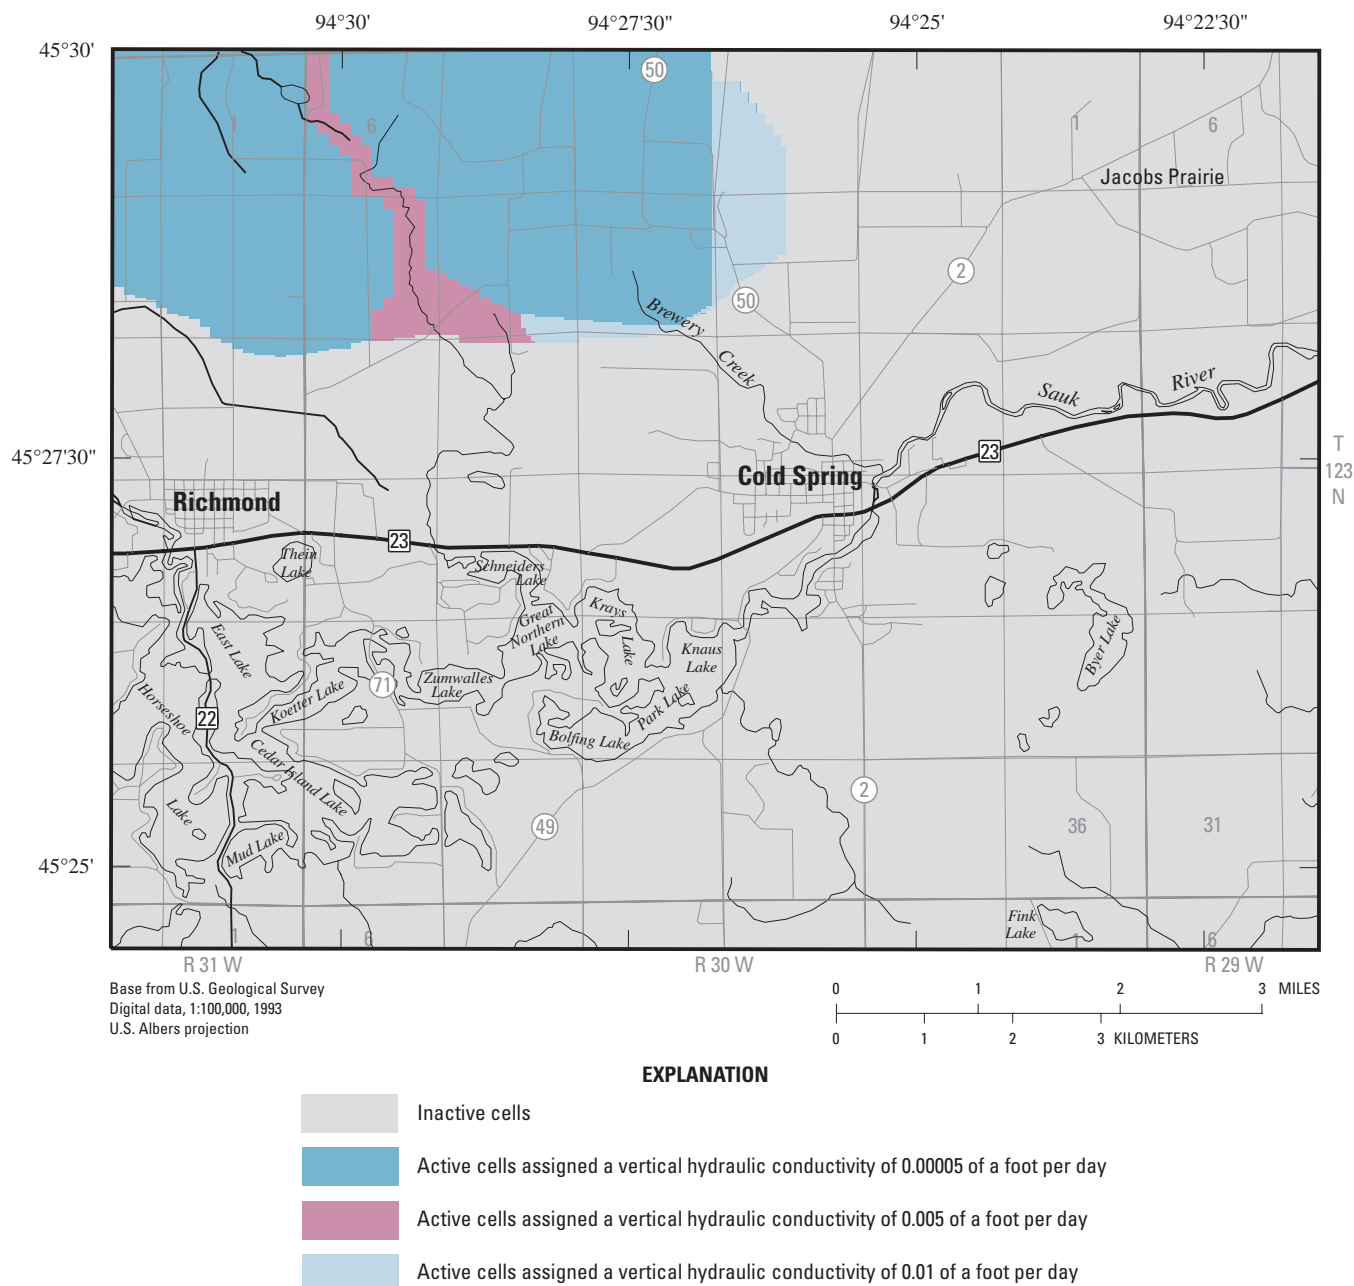 94°30'
94°27'30"
94°25'
94°22'30"
45°30'
50
1
6
1
6
Jacobs Prairie
2
50
Brewery
Creek
Sauk
River
45°27'30"
T
123
N
23
Cold Spring
Richmond
23
Thein
Lake
Schneiders
Lake
Great
Northern
Lake
Krays
Lake
Knaus
Lake
Byer Lake
East Lake
Zumwalles
Lake
71
Koetter Lake
Horseshoe
Lake
22
Park Lake
Bolfing Lake
Cedar Island Lake
2
49
36
31
Mud Lake
45°25'
Fink
Lake
1
6
1
6
R 31 W
R 30 W
R 29 W
Base from U.S. Geological Survey
Digital data, 1:100,000, 1993
U.S. Albers projection
0 1 2 3 MILES
0 1 2 3 KILOMETERS
EXPLANATION
Inactive cells
Active cells assigned a vertical hydraulic conductivity of 0.00005 of a foot per day
Active cells assigned a vertical hydraulic conductivity of 0.005 of a foot per day
Active cells assigned a vertical hydraulic conductivity of 0.01 of a foot per day